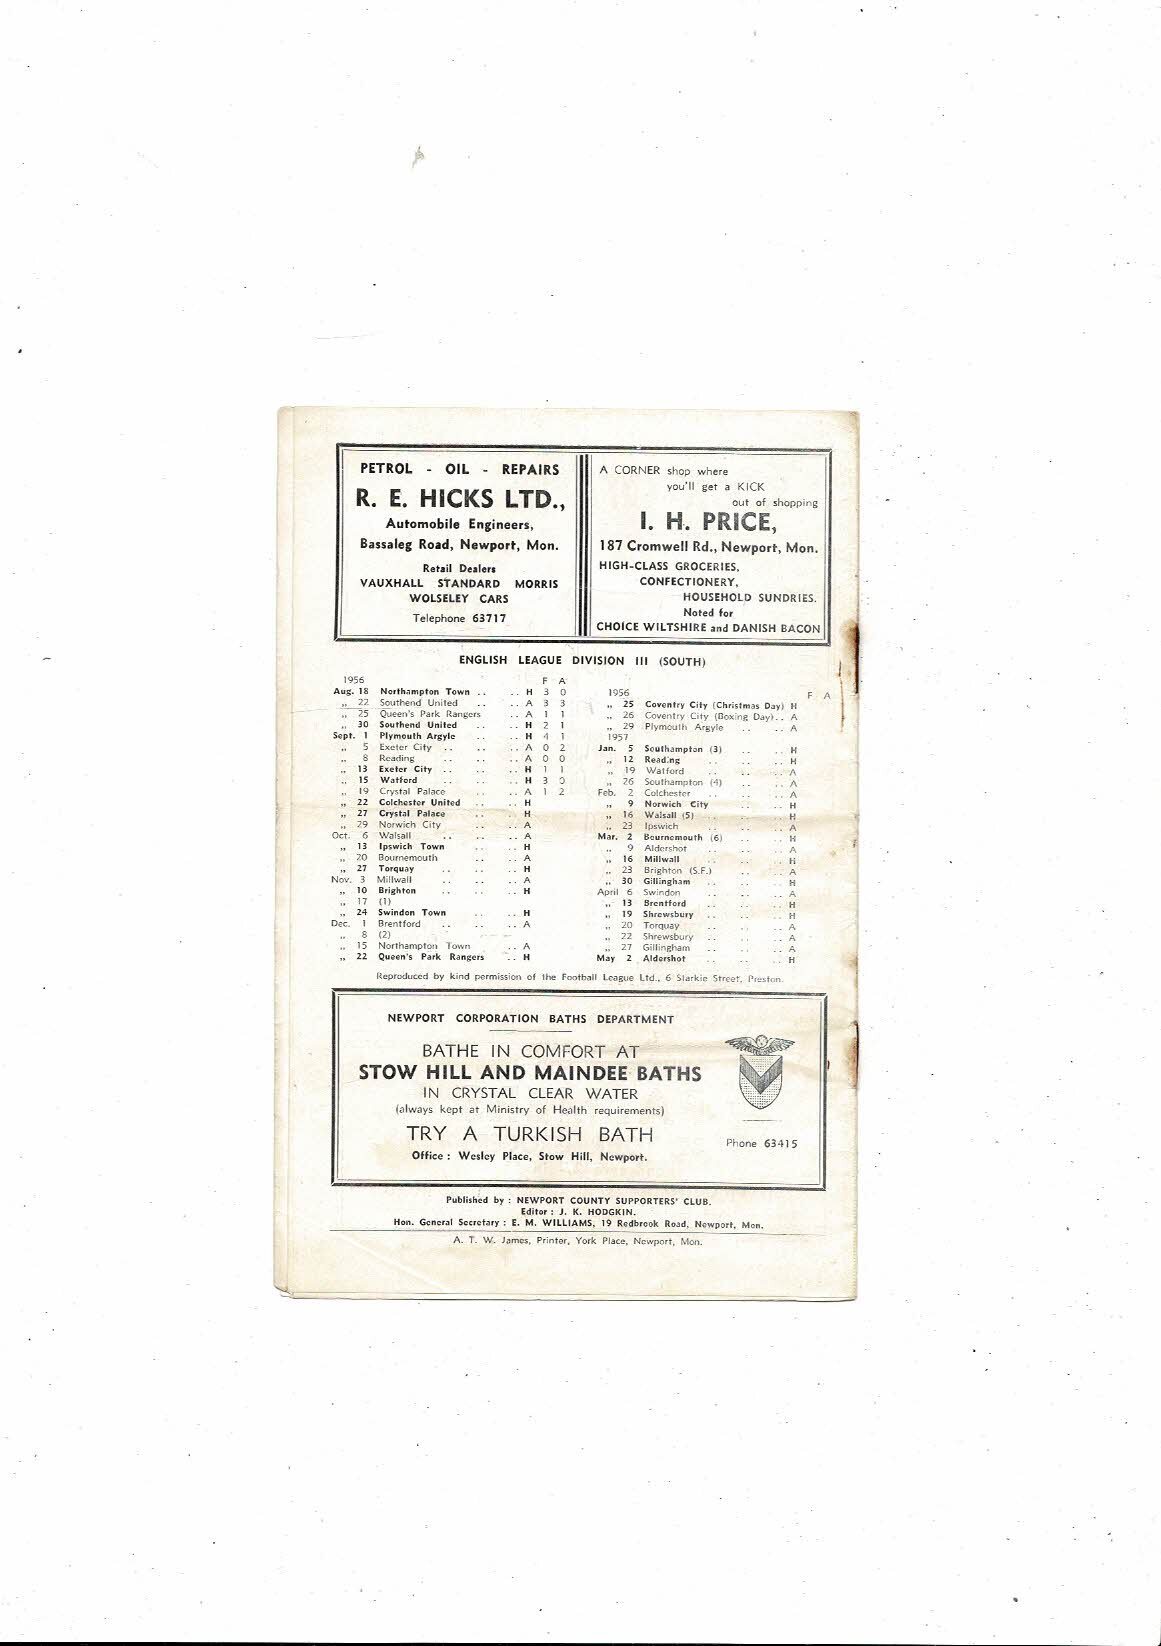 PETROL - OIL - REPAIRS
R. E. HICKS LTD.,
Automobile Engineers,
Bassaleg Road, Newport, Mon.
Retail Dealers
VAUXHALL STANDARD MORRIS
WOLSELEY CARS
Telephone 63717
A CORNER shop where
you'll get a KICK
out of shopping
I. H. PRICE,
187 Cromwell Rd., Newport, Mon.
HIGH-CLASS GROCERIES,
CONFECTIONERY,
HOUSEHOLD SUNDRIES.
Noted for
CHOICE WILTSHIRE and DANISH BACON
ENGLISH LEAGUE DIVISION III (SOUTH)
1956 F A
Aug. 18 Northampton Town .. .. H 3 0
,, 22 Southend United .. .. A 3 3
,, 25 Queen's Park Rangers .. A 1 1
,, 30 Southend United .. .. H 2 1
Sept. 1 Plymouth Argyle .. .. H 4 1
,, 5 Exeter City .. .. .. A 0 2
,, 8 Reading .. .. .. A 0 0
,, 13 Exeter City .. .. .. H 1 1
,, 15 Watford .. .. .. H 3 0
,, 19 Crystal Palace .. .. A 1 2
,, 22 Colchester United .. .. H
,, 27 Crystal Palace .. .. H
,, 29 Norwich City .. .. A
Oct. 6 Walsall .. .. .. A
,, 13 Ipswich Town .. .. H
,, 20 Bournemouth .. .. A
,, 27 Torquay .. .. .. H
Nov. 3 Millwall .. .. .. A
,, 10 Brighton .. .. .. H
,, 17 (1)
,, 24 Swindon Town .. .. H
Dec. 1 Brentford .. .. .. A
,, 8 (2)
,, 15 Northampton Town .. A
,, 22 Queen's Park Rangers .. H
1956 F A
,, 25 Coventry City (Christmas Day) H
,, 26 Coventry City (Boxing Day) .. A
,, 29 Plymouth Argyle .. .. A
1957
Jan. 5 Southampton (3) .. .. H
,, 12 Reading .. .. .. H
,, 19 Watford .. .. .. A
,, 26 Southampton (4) .. .. A
Feb. 2 Colchester .. .. .. A
,, 9 Norwich City .. .. H
,, 16 Walsall (5) .. .. .. H
,, 23 Ipswich .. .. .. A
Mar. 2 Bournemouth (6) .. .. H
,, 9 Aldershot .. .. .. A
,, 16 Millwall .. .. .. H
,, 23 Brighton (S.F.) .. .. A
,, 30 Gillingham .. .. .. H
April 6 Swindon .. .. .. A
,, 13 Brentford .. .. .. H
,, 19 Shrewsbury .. .. .. H
,, 20 Torquay .. .. .. A
,, 22 Shrewsbury .. .. .. A
,, 27 Gillingham .. .. .. A
May 2 Aldershot .. .. .. H
Reproduced by kind permission of the Football League Ltd., 6 Starkie Street, Preston.
NEWPORT CORPORATION BATHS DEPARTMENT
BATHE IN COMFORT AT
STOW HILL AND MAINDEE BATHS
IN CRYSTAL CLEAR WATER
(always kept at Ministry of Health requirements)
TRY A TURKISH BATH
Office : Wesley Place, Stow Hill, Newport.
Phone 63415
Published by : NEWPORT COUNTY SUPPORTERS' CLUB.
Editor : J. K. HODGKIN.
Hon. General Secretary : E. M. WILLIAMS, 19 Redbrook Road, Newport, Mon.
A. T. W. James, Printer, York Place, Newport, Mon.